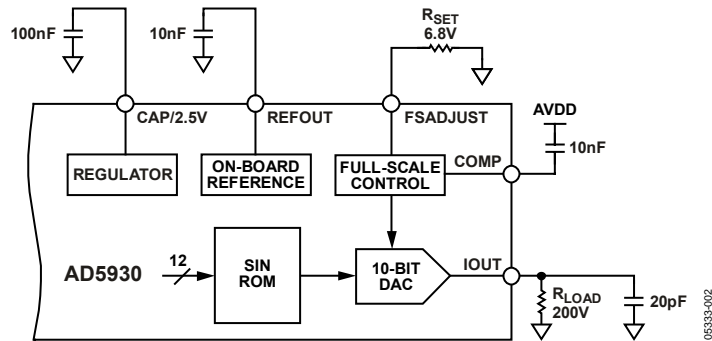 100nF
10nF
RSET
6.8V
CAP/2.5V
REFOUT
FSADJUST
AVDD
10nF
REGULATOR
ON-BOARD
REFERENCE
FULL-SCALE
CONTROL
COMP
AD5930
12
SIN
ROM
10-BIT
DAC
IOUT
RLOAD
200V
20pF
05333-002